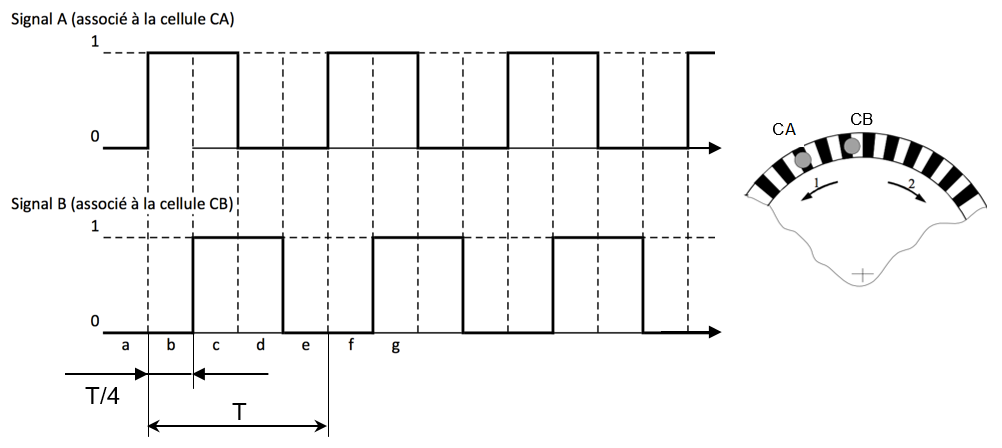 Signal A (associé à la cellule CA)
1
0
CA
CB
1
2
Signal B (associé à la cellule CB)
1
0
a b c d e f g
T/4
T